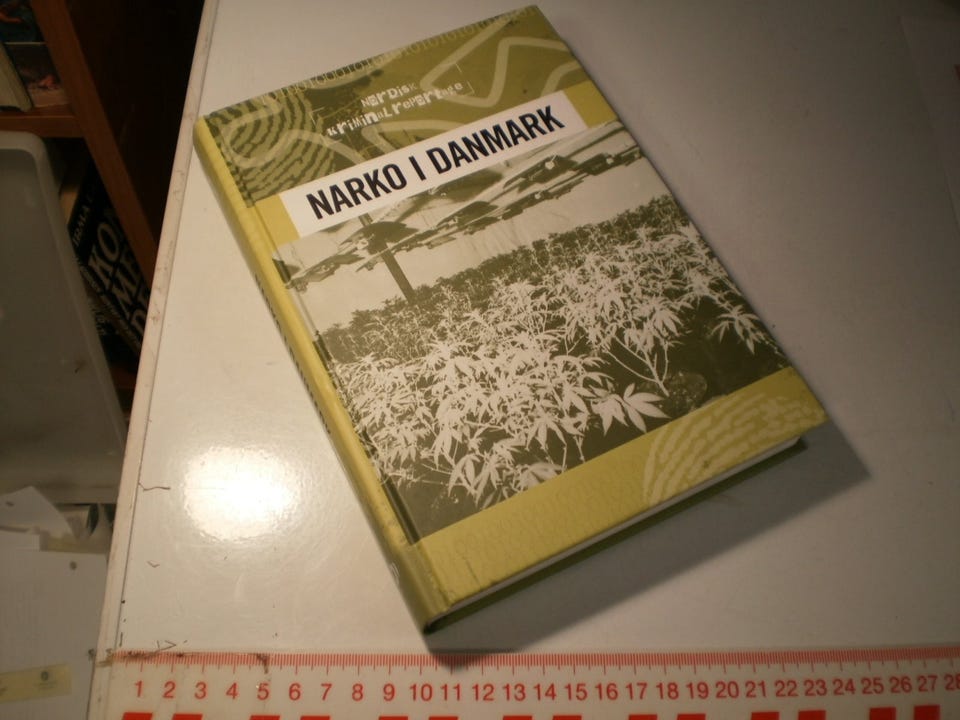 NORDISK
KRIMINALREPORTAGE
NARKO I DANMARK
1 2 3 4 5 6 7 8 9 10 11 12 13 14 15 16 17 18 19 20 21 22 23 24 25 26 27 28